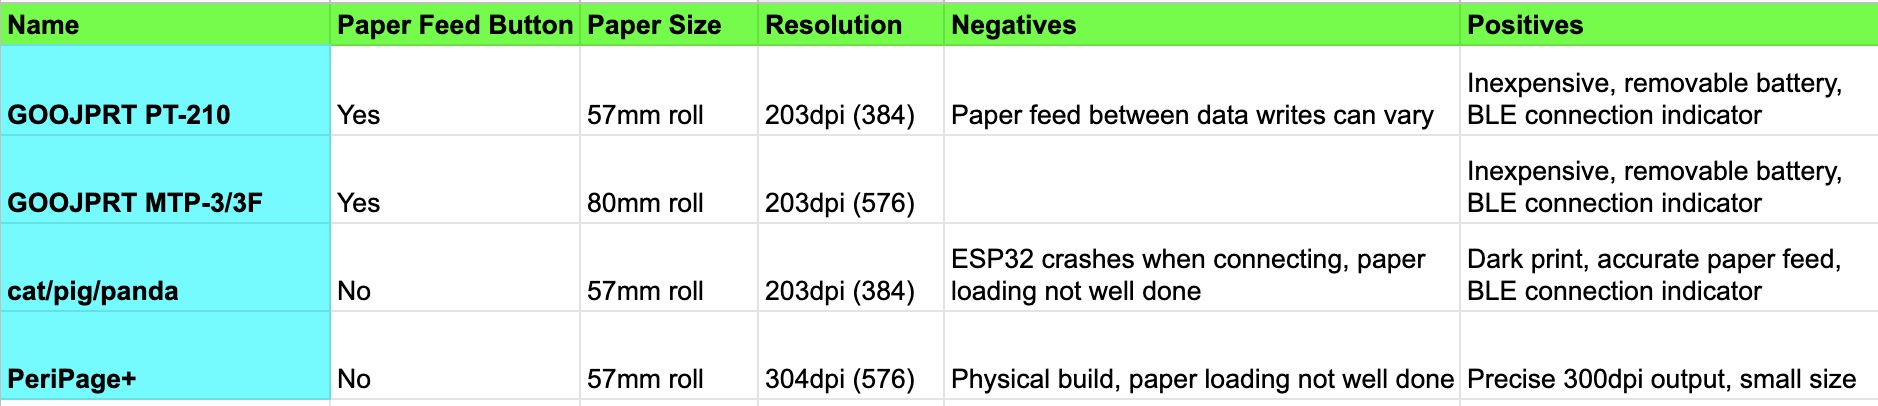 Name Paper Feed Button Paper Size Resolution Negatives Positives
Inexpensive, removable battery,
GOOJPRT PT-210 Yes 57mm roll 203dpi (384) Paper feed between data writes can vary BLE connection indicator
Inexpensive, removable battery,
GOOJPRT MTP-3/3F Yes 80mm roll 203dpi (576) BLE connection indicator
ESP32 crashes when connecting, paper Dark print, accurate paper feed,
cat/pig/panda No 57mm roll 203dpi (384) loading not well done BLE connection indicator
PeriPage+ No 57mm roll 304dpi (576) Physical build, paper loading not well done Precise 300dpi output, small size